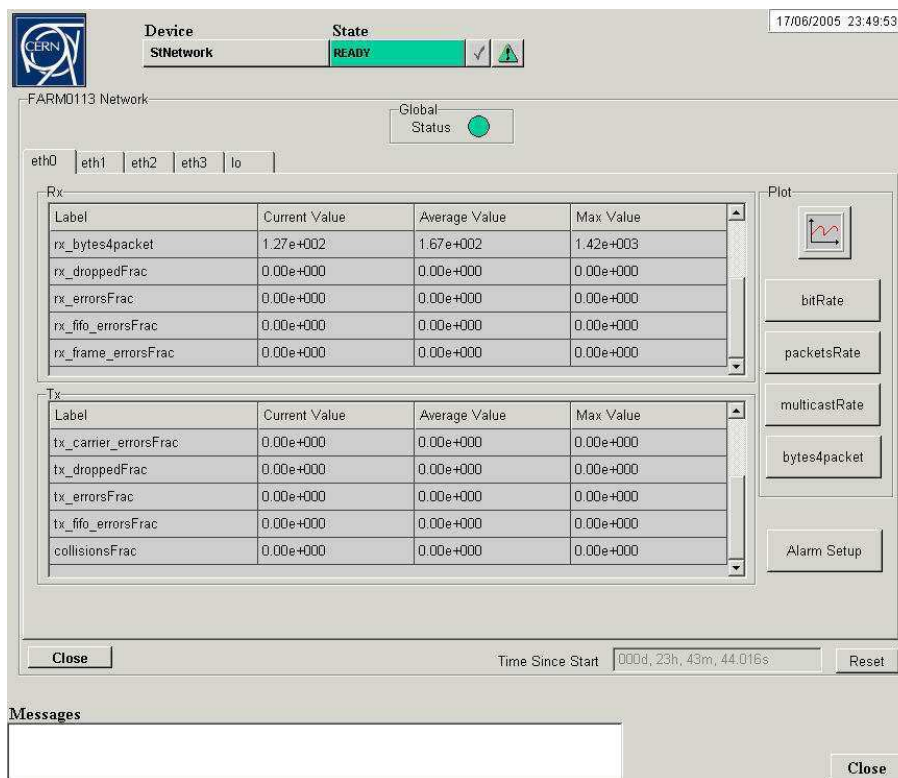 17/06/2005 23:49:53
CERN
Device State
StNetwork READY
FARM0113 Network
Global
Status
eth0 eth1 eth2 eth3 lo
Rx
Label Current Value Average Value Max Value
rx_bytes4packet 1.27e+002 1.67e+002 1.42e+003
rx_droppedFrac 0.00e+000 0.00e+000 0.00e+000
rx_errorsFrac 0.00e+000 0.00e+000 0.00e+000
rx_fifo_errorsFrac 0.00e+000 0.00e+000 0.00e+000
rx_frame_errorsFrac 0.00e+000 0.00e+000 0.00e+000
Tx
Label Current Value Average Value Max Value
tx_carrier_errorsFrac 0.00e+000 0.00e+000 0.00e+000
tx_droppedFrac 0.00e+000 0.00e+000 0.00e+000
tx_errorsFrac 0.00e+000 0.00e+000 0.00e+000
tx_fifo_errorsFrac 0.00e+000 0.00e+000 0.00e+000
collisionsFrac 0.00e+000 0.00e+000 0.00e+000
Plot
bitRate
packetsRate
multicastRate
bytes4packet
Alarm Setup
Close Time Since Start 000d, 23h, 43m, 44.016s Reset
Messages
Close